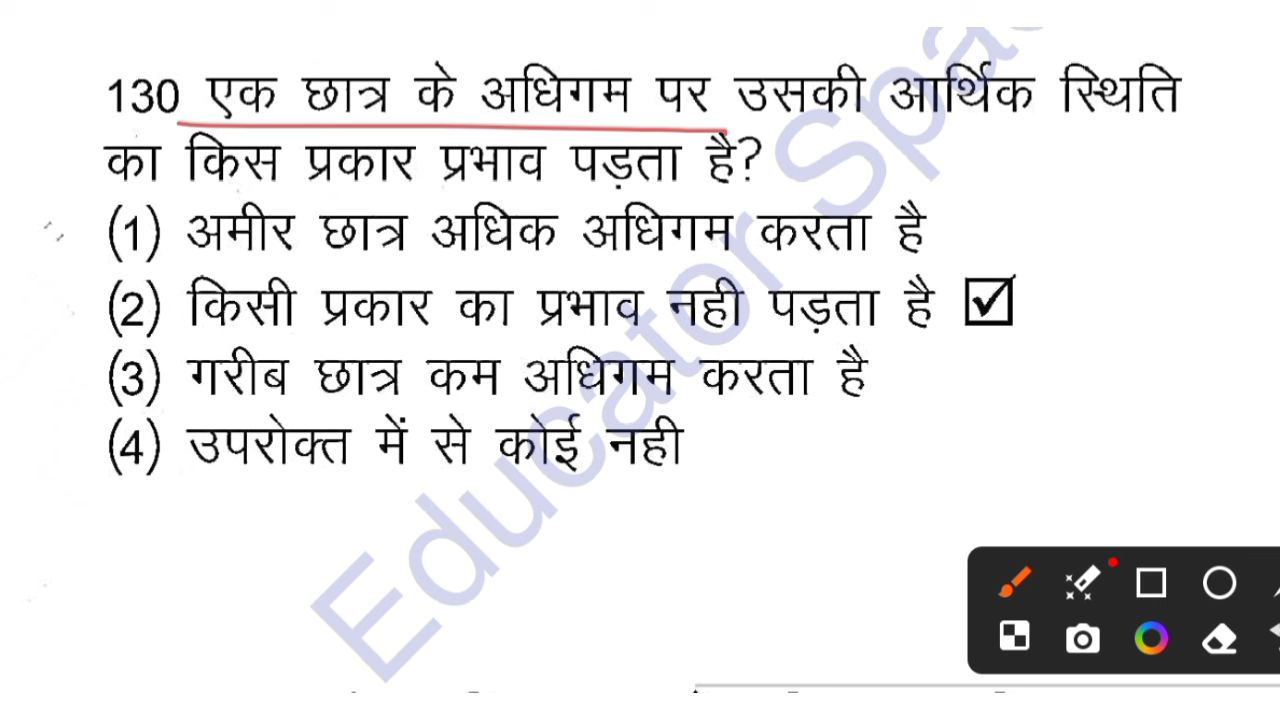 130 एक छात्र के अधिगम पर उसकी आर्थिक स्थिति
का किस प्रकार प्रभाव पड़ता है?
(1) अमीर छात्र अधिक अधिगम करता है
(2) किसी प्रकार का प्रभाव नही पड़ता है ☑
(3) गरीब छात्र कम अधिगम करता है
(4) उपरोक्त में से कोई नही
Educator Spa